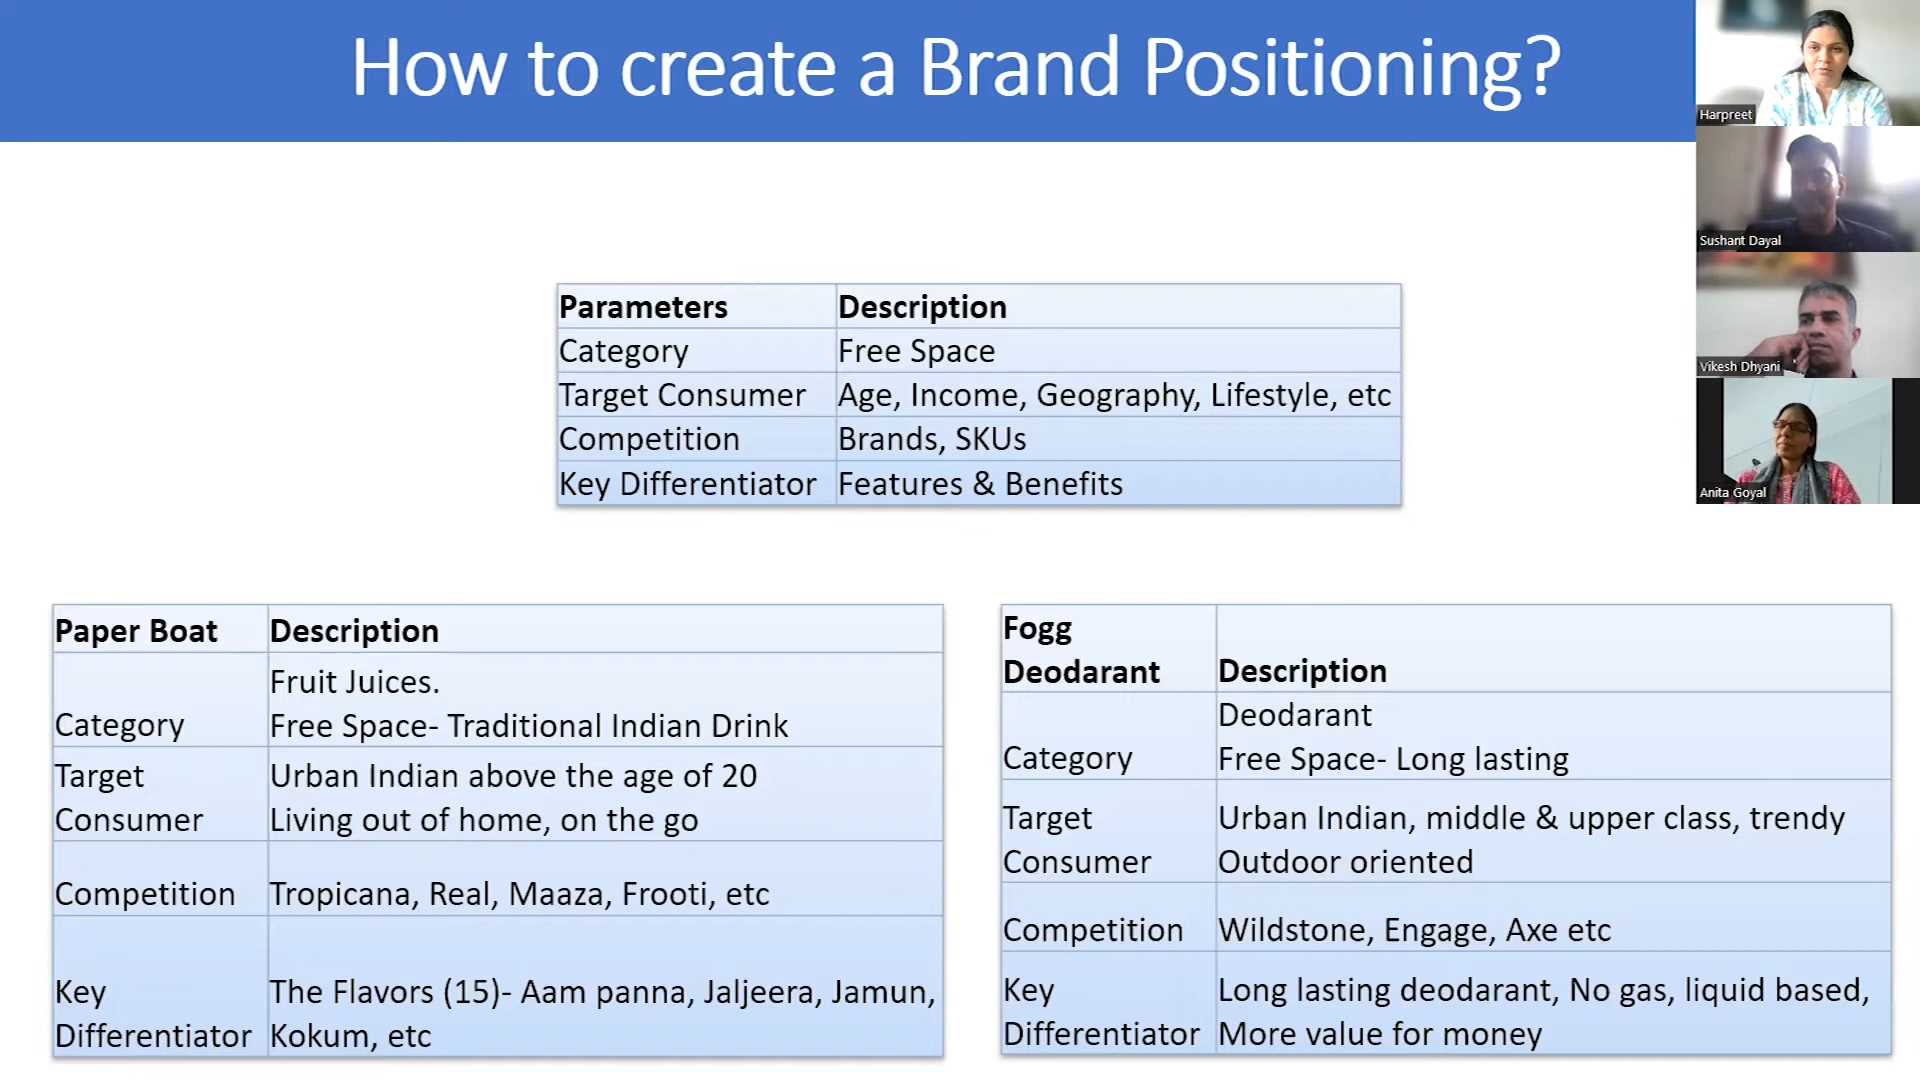 How to create a Brand Positioning?
Harpreet
Sushant Dayal
Vikesh Dhyani
Anita Goyal
Parameters Description
Category Free Space
Target Consumer Age, Income, Geography, Lifestyle, etc
Competition Brands, SKUs
Key Differentiator Features & Benefits
Paper Boat Description
Fruit Juices.
Category Free Space- Traditional Indian Drink
Target Urban Indian above the age of 20
Consumer Living out of home, on the go
Competition Tropicana, Real, Maaza, Frooti, etc
Key The Flavors (15)- Aam panna, Jaljeera, Jamun,
Differentiator Kokum, etc
Fogg
Deodarant Description
Deodarant
Category Free Space- Long lasting
Target Urban Indian, middle & upper class, trendy
Consumer Outdoor oriented
Competition Wildstone, Engage, Axe etc
Key Long lasting deodarant, No gas, liquid based,
Differentiator More value for money